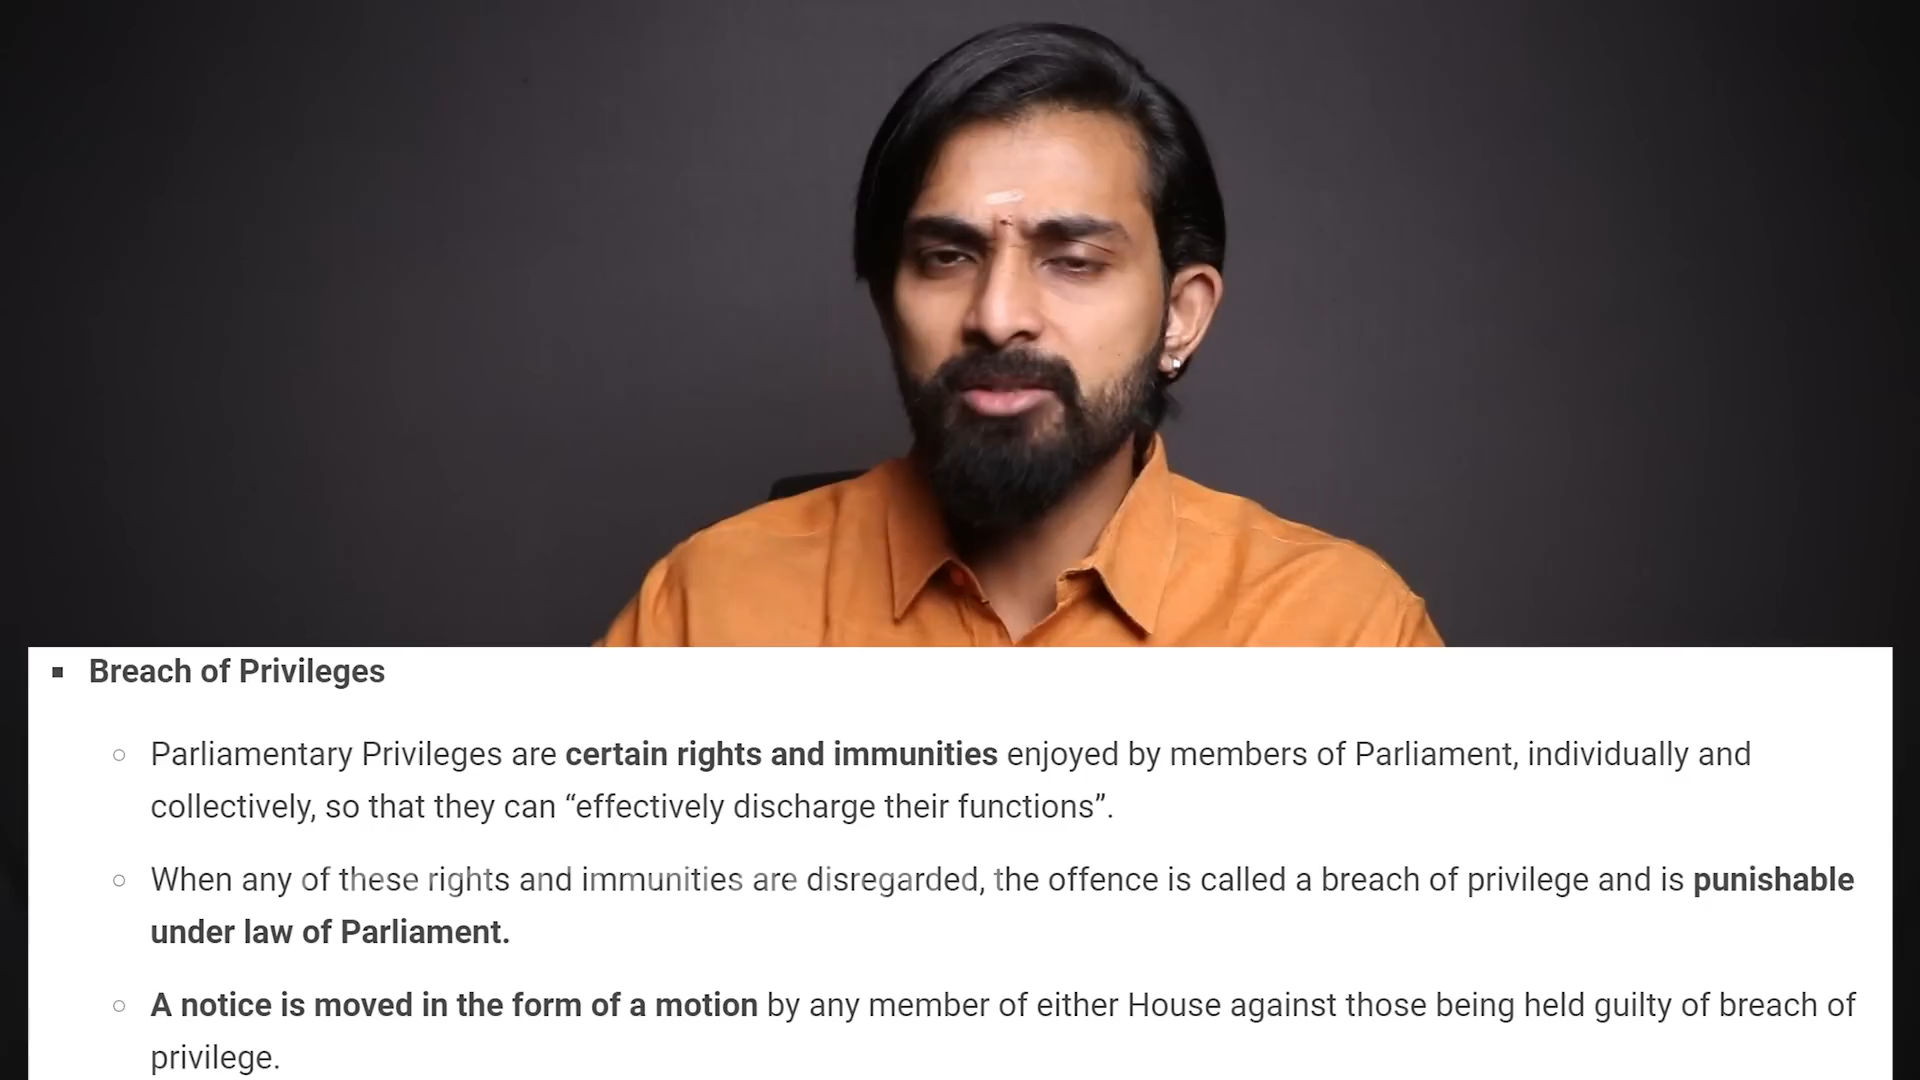 Breach of Privileges
Parliamentary Privileges are certain rights and immunities enjoyed by members of Parliament, individually and
collectively, so that they can “effectively discharge their functions”.
When any of these rights and immunities are disregarded, the offence is called a breach of privilege and is punishable
under law of Parliament.
A notice is moved in the form of a motion by any member of either House against those being held guilty of breach of
privilege.